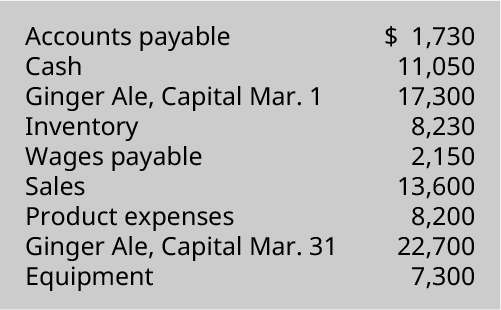 Accounts payable $ 1,730
Cash 11,050
Ginger Ale, Capital Mar. 1 17,300
Inventory 8,230
Wages payable 2,150
Sales 13,600
Product expenses 8,200
Ginger Ale, Capital Mar. 31 22,700
Equipment 7,300